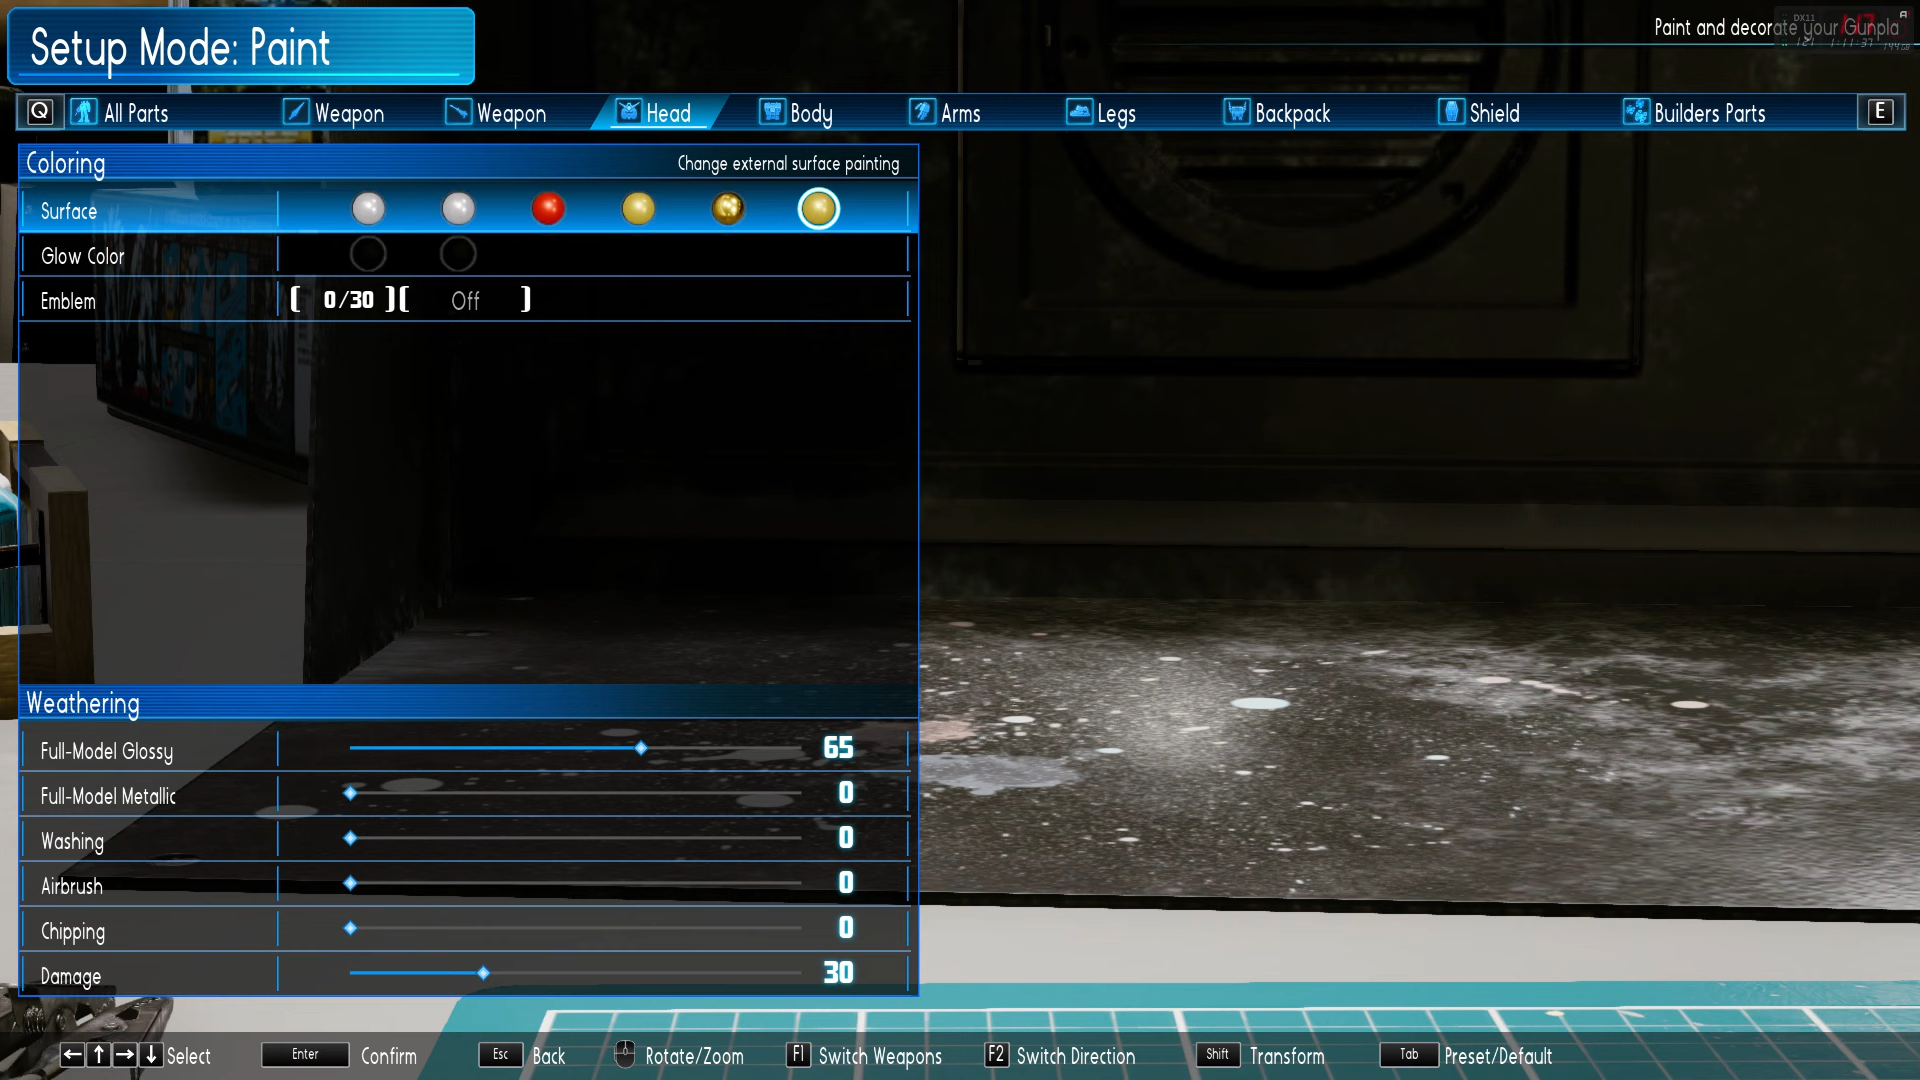 Setup Mode: Paint
Paint and decorate your Gunpla
DX11
Q All Parts Weapon Weapon Head Body Arms Legs Backpack Shield Builders Parts E
Coloring Change external surface painting
Surface
Glow Color
Emblem [ 0/30 ][ Off ]
Weathering
Full-Model Glossy 65
Full-Model Metallic 0
Washing 0
Airbrush 0
Chipping 0
Damage 30
← ↑ → ↓ Select Enter Confirm Esc Back Rotate/Zoom F1 Switch Weapons F2 Switch Direction Shift Transform Tab Preset/Default